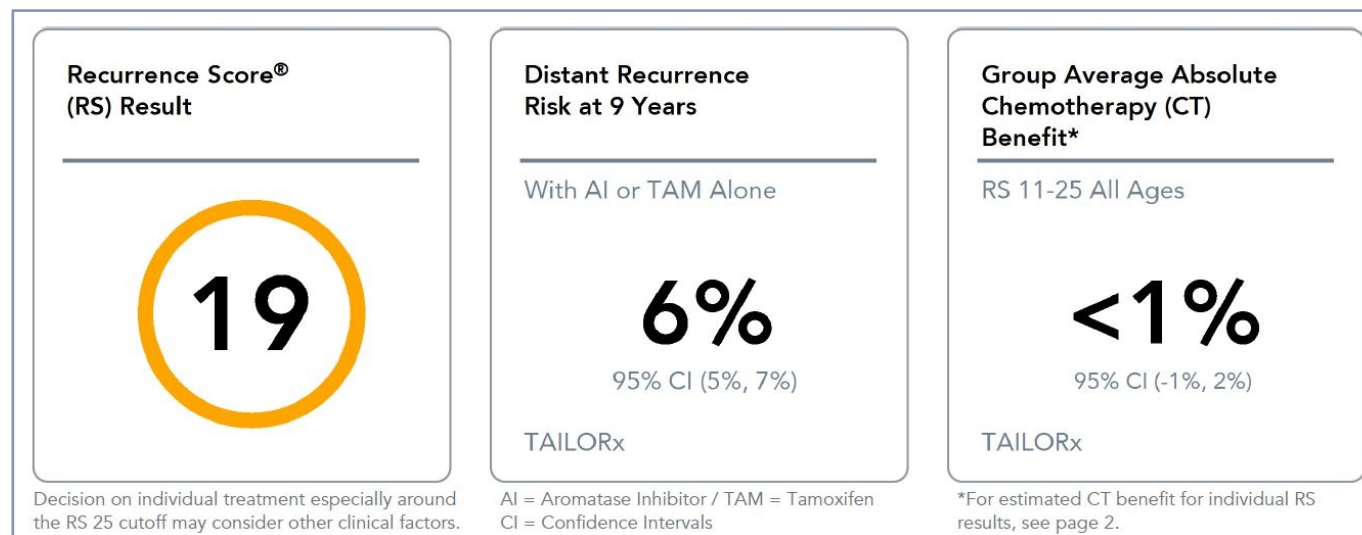 Recurrence Score®
(RS) Result
19
Decision on individual treatment especially around
the RS 25 cutoff may consider other clinical factors.
Distant Recurrence
Risk at 9 Years
With AI or TAM Alone
6%
95% CI (5%, 7%)
TAILORx
AI = Aromatase Inhibitor / TAM = Tamoxifen
CI = Confidence Intervals
Group Average Absolute
Chemotherapy (CT)
Benefit*
RS 11-25 All Ages
<1%
95% CI (-1%, 2%)
TAILORx
*For estimated CT benefit for individual RS
results, see page 2.